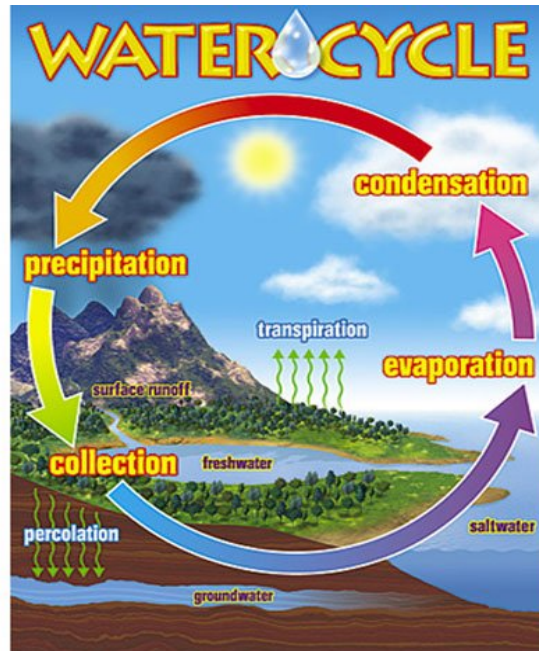 WATER CYCLE
condensation
precipitation
transpiration
evaporation
surface runoff
collection
freshwater
saltwater
percolation
groundwater